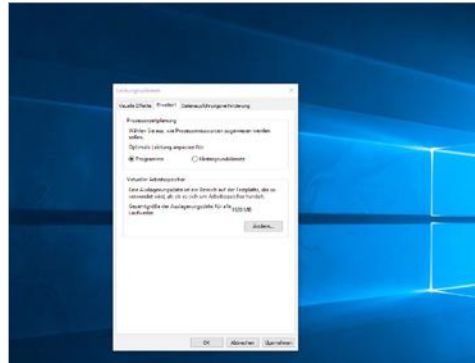 Leistungsoptionen
Visuelle Effekte Erweitert Datenausführungsverhinderung
Prozessorzeitplanung
Wählen Sie aus, wie Prozessorressourcen zugewiesen werden
sollen.
Optimale Leistung anpassen für:
Programme Hintergrunddienste
Virtueller Arbeitsspeicher
Eine Auslagerungsdatei ist ein Bereich auf der Festplatte, der so
verwendet wird, als ob es sich um Arbeitsspeicher handelt.
Gesamtgröße der Auslagerungsdatei für alle
Laufwerke: MB
Ändern...
OK Abbrechen Übernehmen